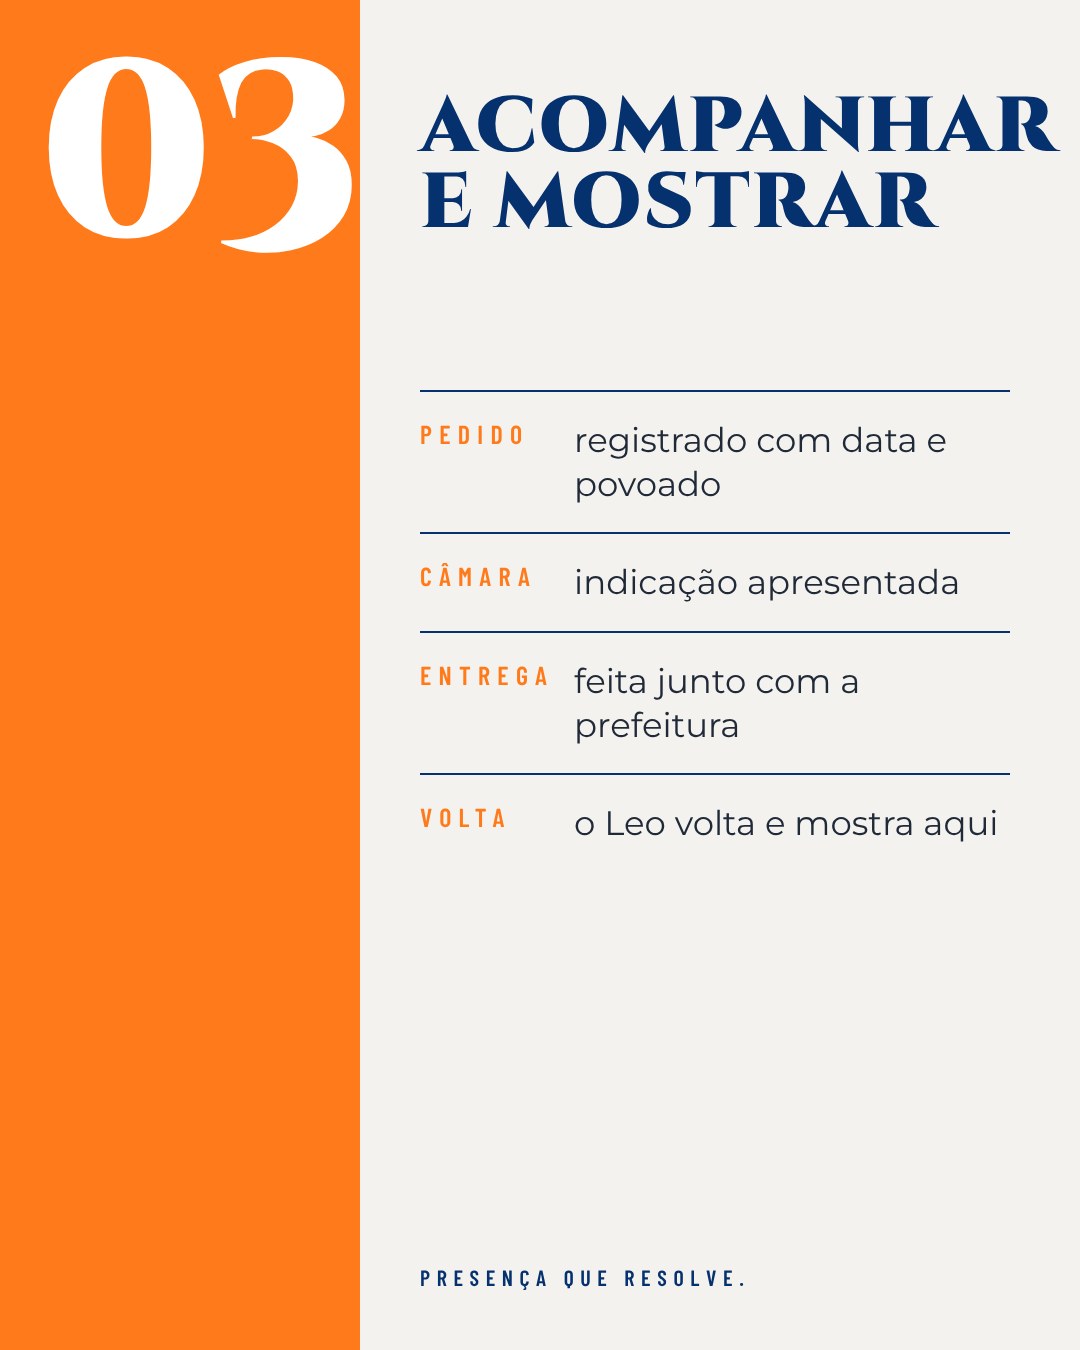 03
ACOMPANHAR
E MOSTRAR
PEDIDO registrado com data e
povoado
CÂMARA indicação apresentada
ENTREGA feita junto com a
prefeitura
VOLTA o Leo volta e mostra aqui
PRESENÇA QUE RESOLVE.